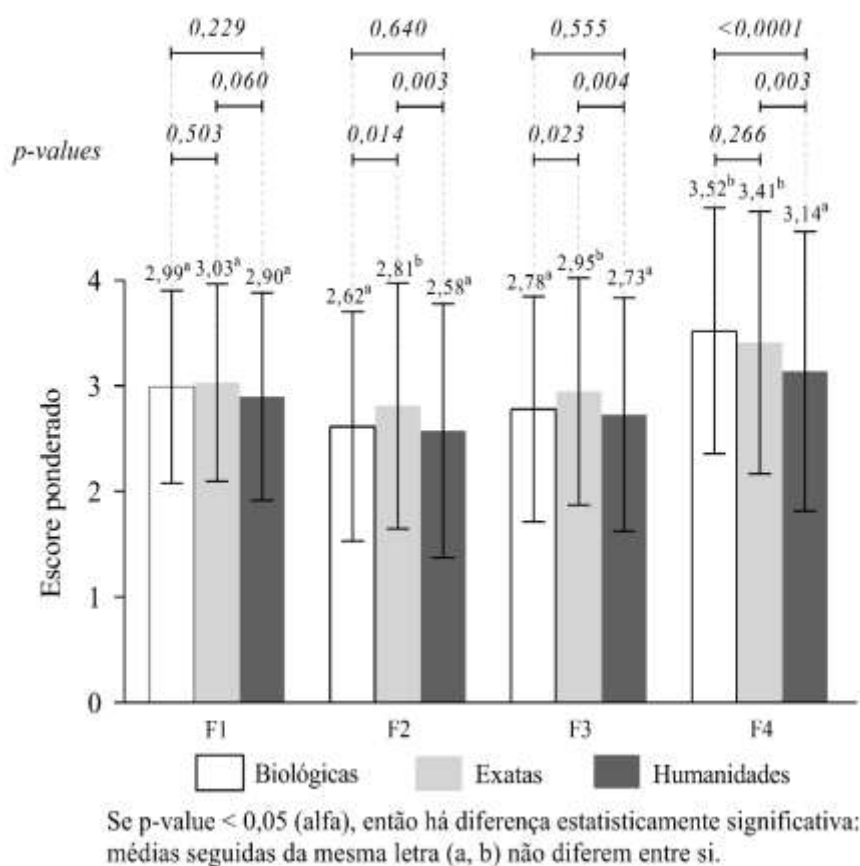 0,229 0,640 0,555 <0,0001
0,060 0,003 0,004 0,003
p-values 0,503 0,014 0,023 0,266
3,52ᵇ 3,41ᵇ 3,14ᵃ
2,99ᵃ 3,03ᵃ 2,90ᵃ 2,62ᵃ 2,81ᵇ 2,58ᵃ 2,78ᵃ 2,95ᵇ 2,73ᵃ
Escore ponderado
4
3
2
1
0
F1 F2 F3 F4
Biológicas Exatas Humanidades
Se p-value < 0,05 (alfa), então há diferença estatisticamente significativa:
médias seguidas da mesma letra (a, b) não diferem entre si.